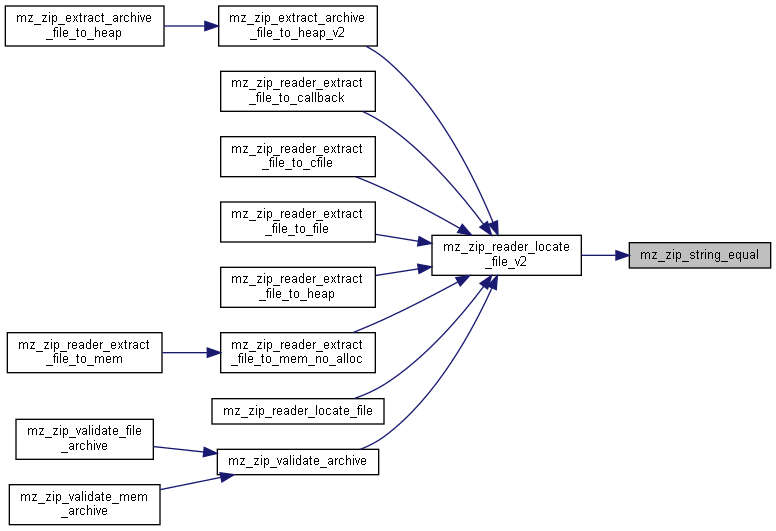 mz_zip_extract_archive
_file_to_heap
mz_zip_extract_archive
_file_to_heap_v2
mz_zip_reader_extract
_file_to_callback
mz_zip_reader_extract
_file_to_cfile
mz_zip_reader_extract
_file_to_file
mz_zip_reader_locate
_file_v2
mz_zip_string_equal
mz_zip_reader_extract
_file_to_heap
mz_zip_reader_extract
_file_to_mem
mz_zip_reader_extract
_file_to_mem_no_alloc
mz_zip_reader_locate_file
mz_zip_validate_file
_archive
mz_zip_validate_archive
mz_zip_validate_mem
_archive